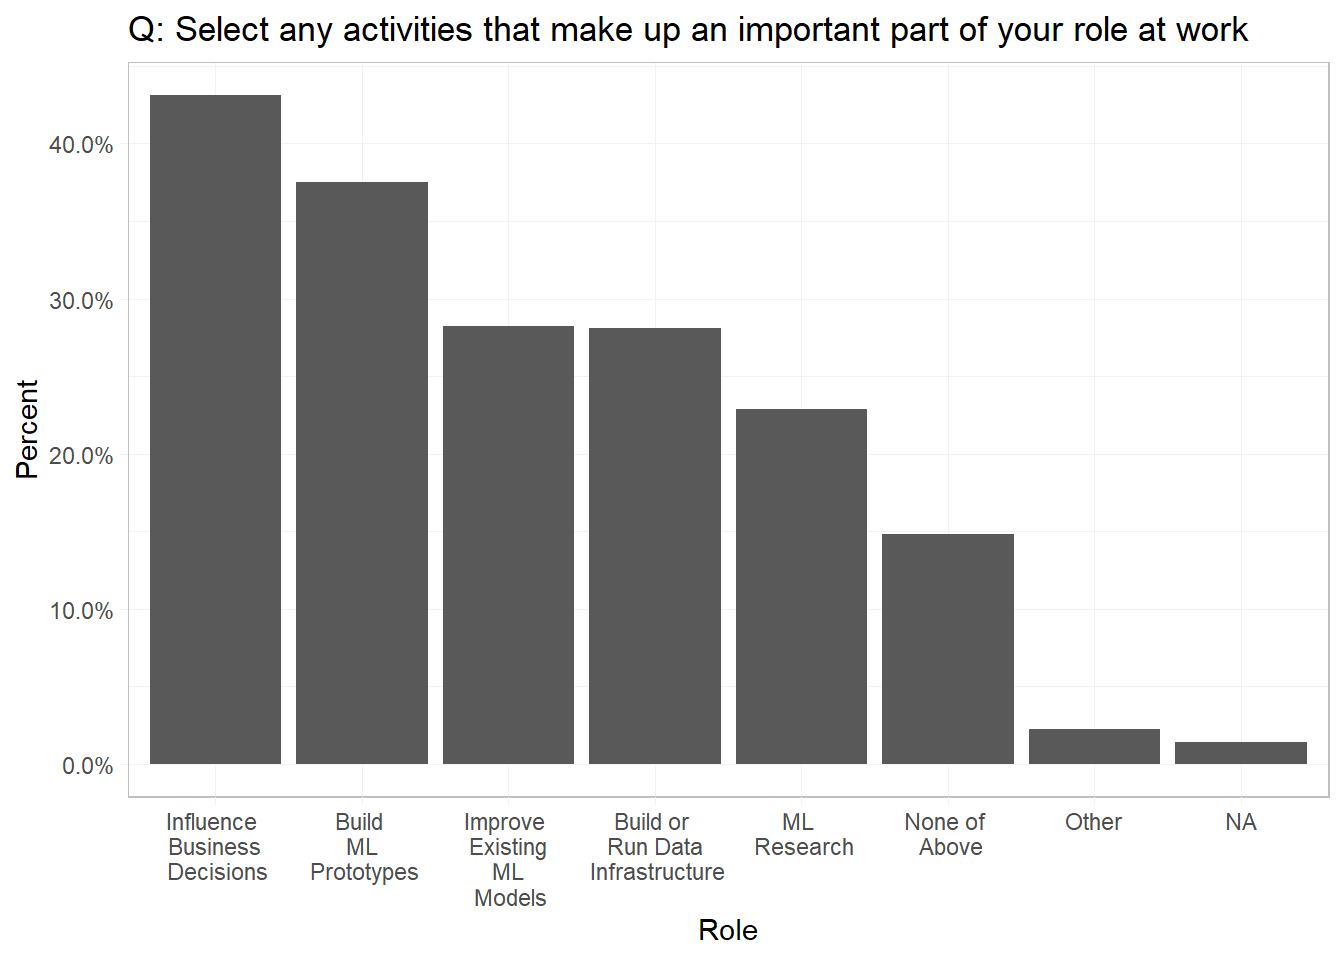 Q: Select any activities that make up an important part of your role at work
Percent
40.0%
30.0%
20.0%
10.0%
0.0%
Influence
Business
Decisions
Build
ML
Prototypes
Improve
Existing
ML
Models
Build or
Run Data
Infrastructure
ML
Research
None of
Above
Other
NA
Role